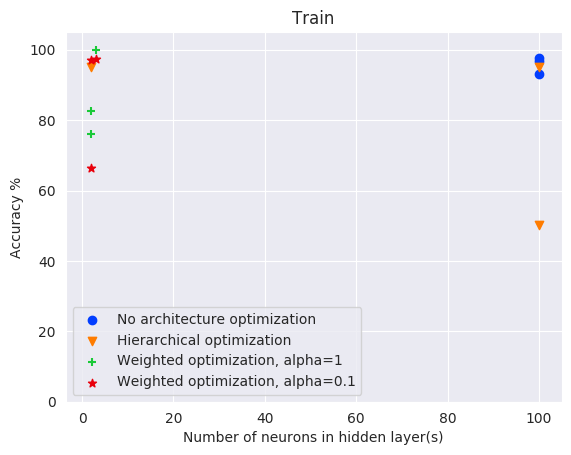 Train
100
80
60
40
20
0
Accuracy %
No architecture optimization
Hierarchical optimization
Weighted optimization, alpha=1
Weighted optimization, alpha=0.1
0 20 40 60 80 100
Number of neurons in hidden layer(s)